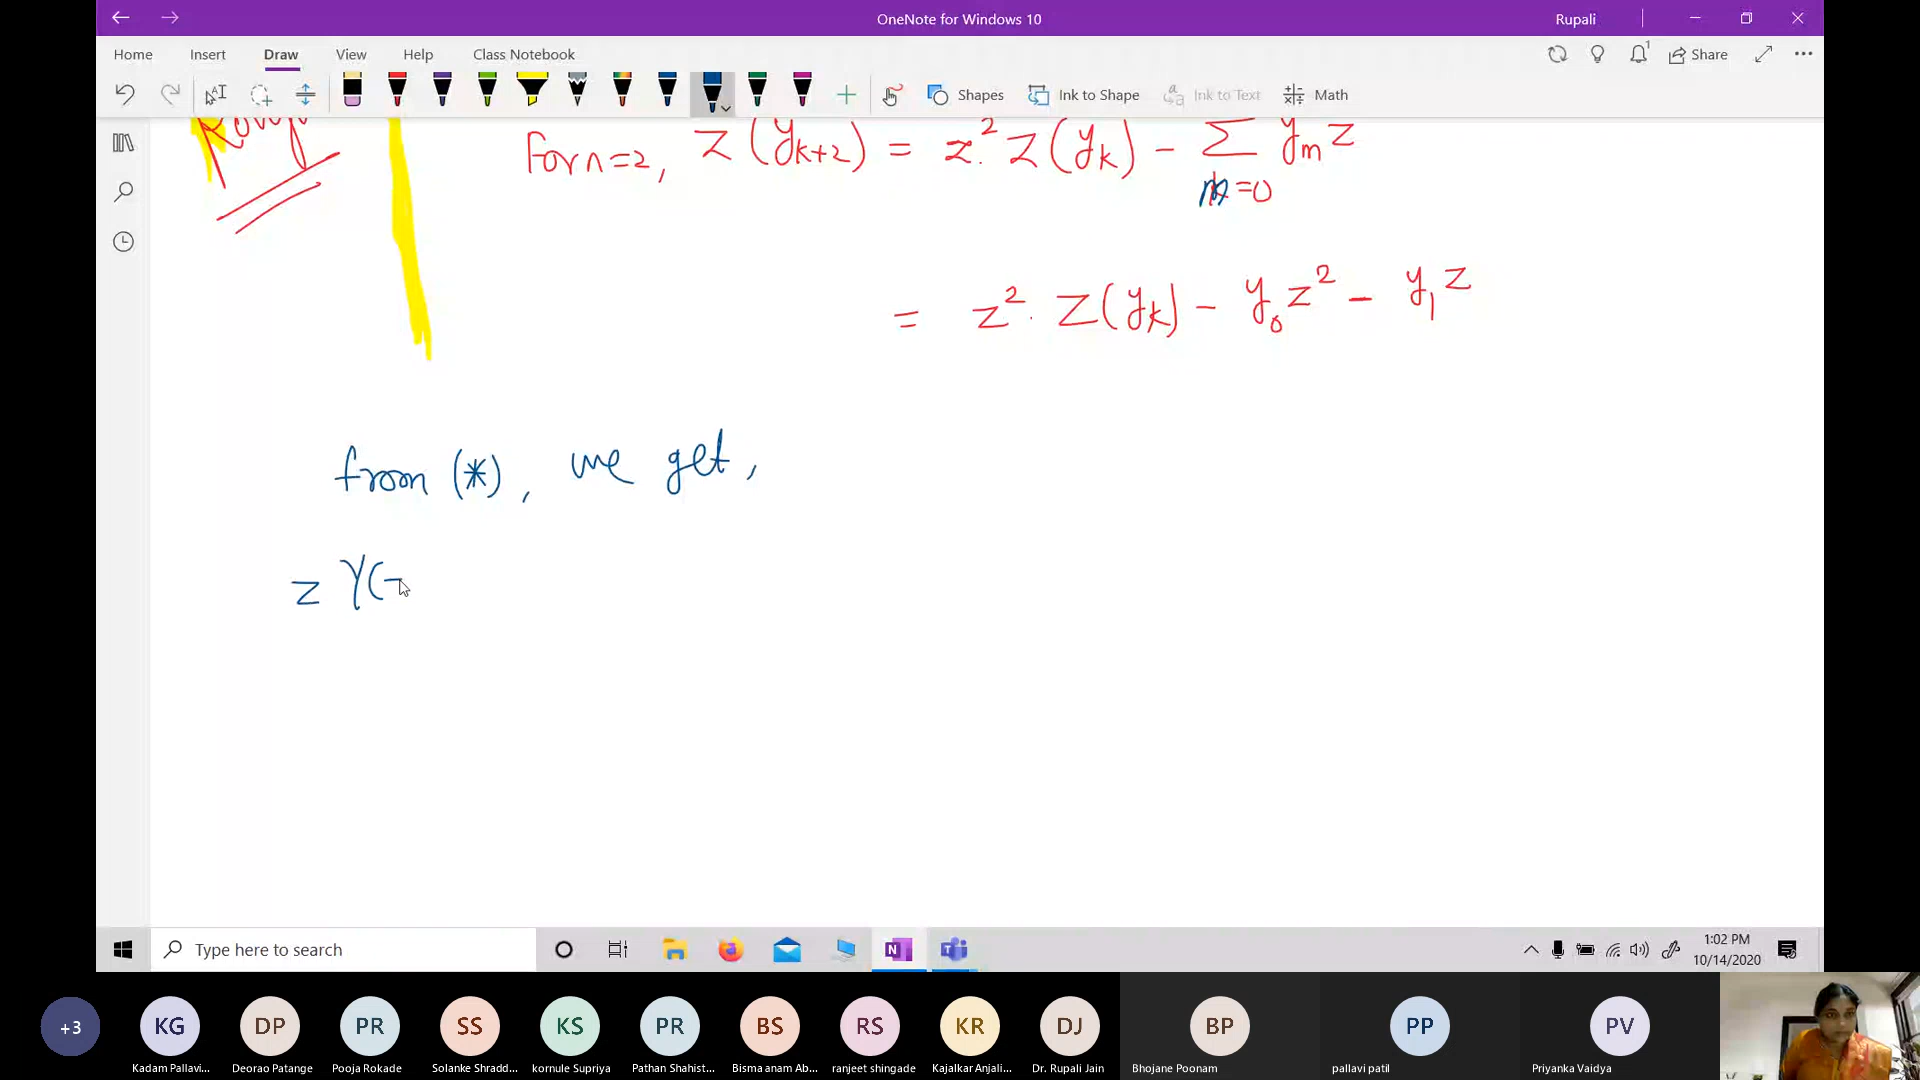 OneNote for Windows 10
Rupali
Home Insert Draw View Help Class Notebook
Share
Shapes Ink to Shape Ink to Text Math
For n=2, Z(y_{k+2}) = z². Z(y_k) - Σ y_m z
m=0
= z². Z(y_k) - y₀z² - y₁z
from (*), we get,
z Y(
Type here to search
1:02 PM
10/14/2020
+3 KG DP PR SS KS PR BS RS KR DJ BP PP PV
Kadam Pallavi... Deorao Patange Pooja Rokade Solanke Shradd... kornule Supriya Pathan Shahist... Bisma anam Ab... ranjeet shingade Kajalkar Anjali... Dr. Rupali Jain Bhojane Poonam pallavi patil Priyanka Vaidya